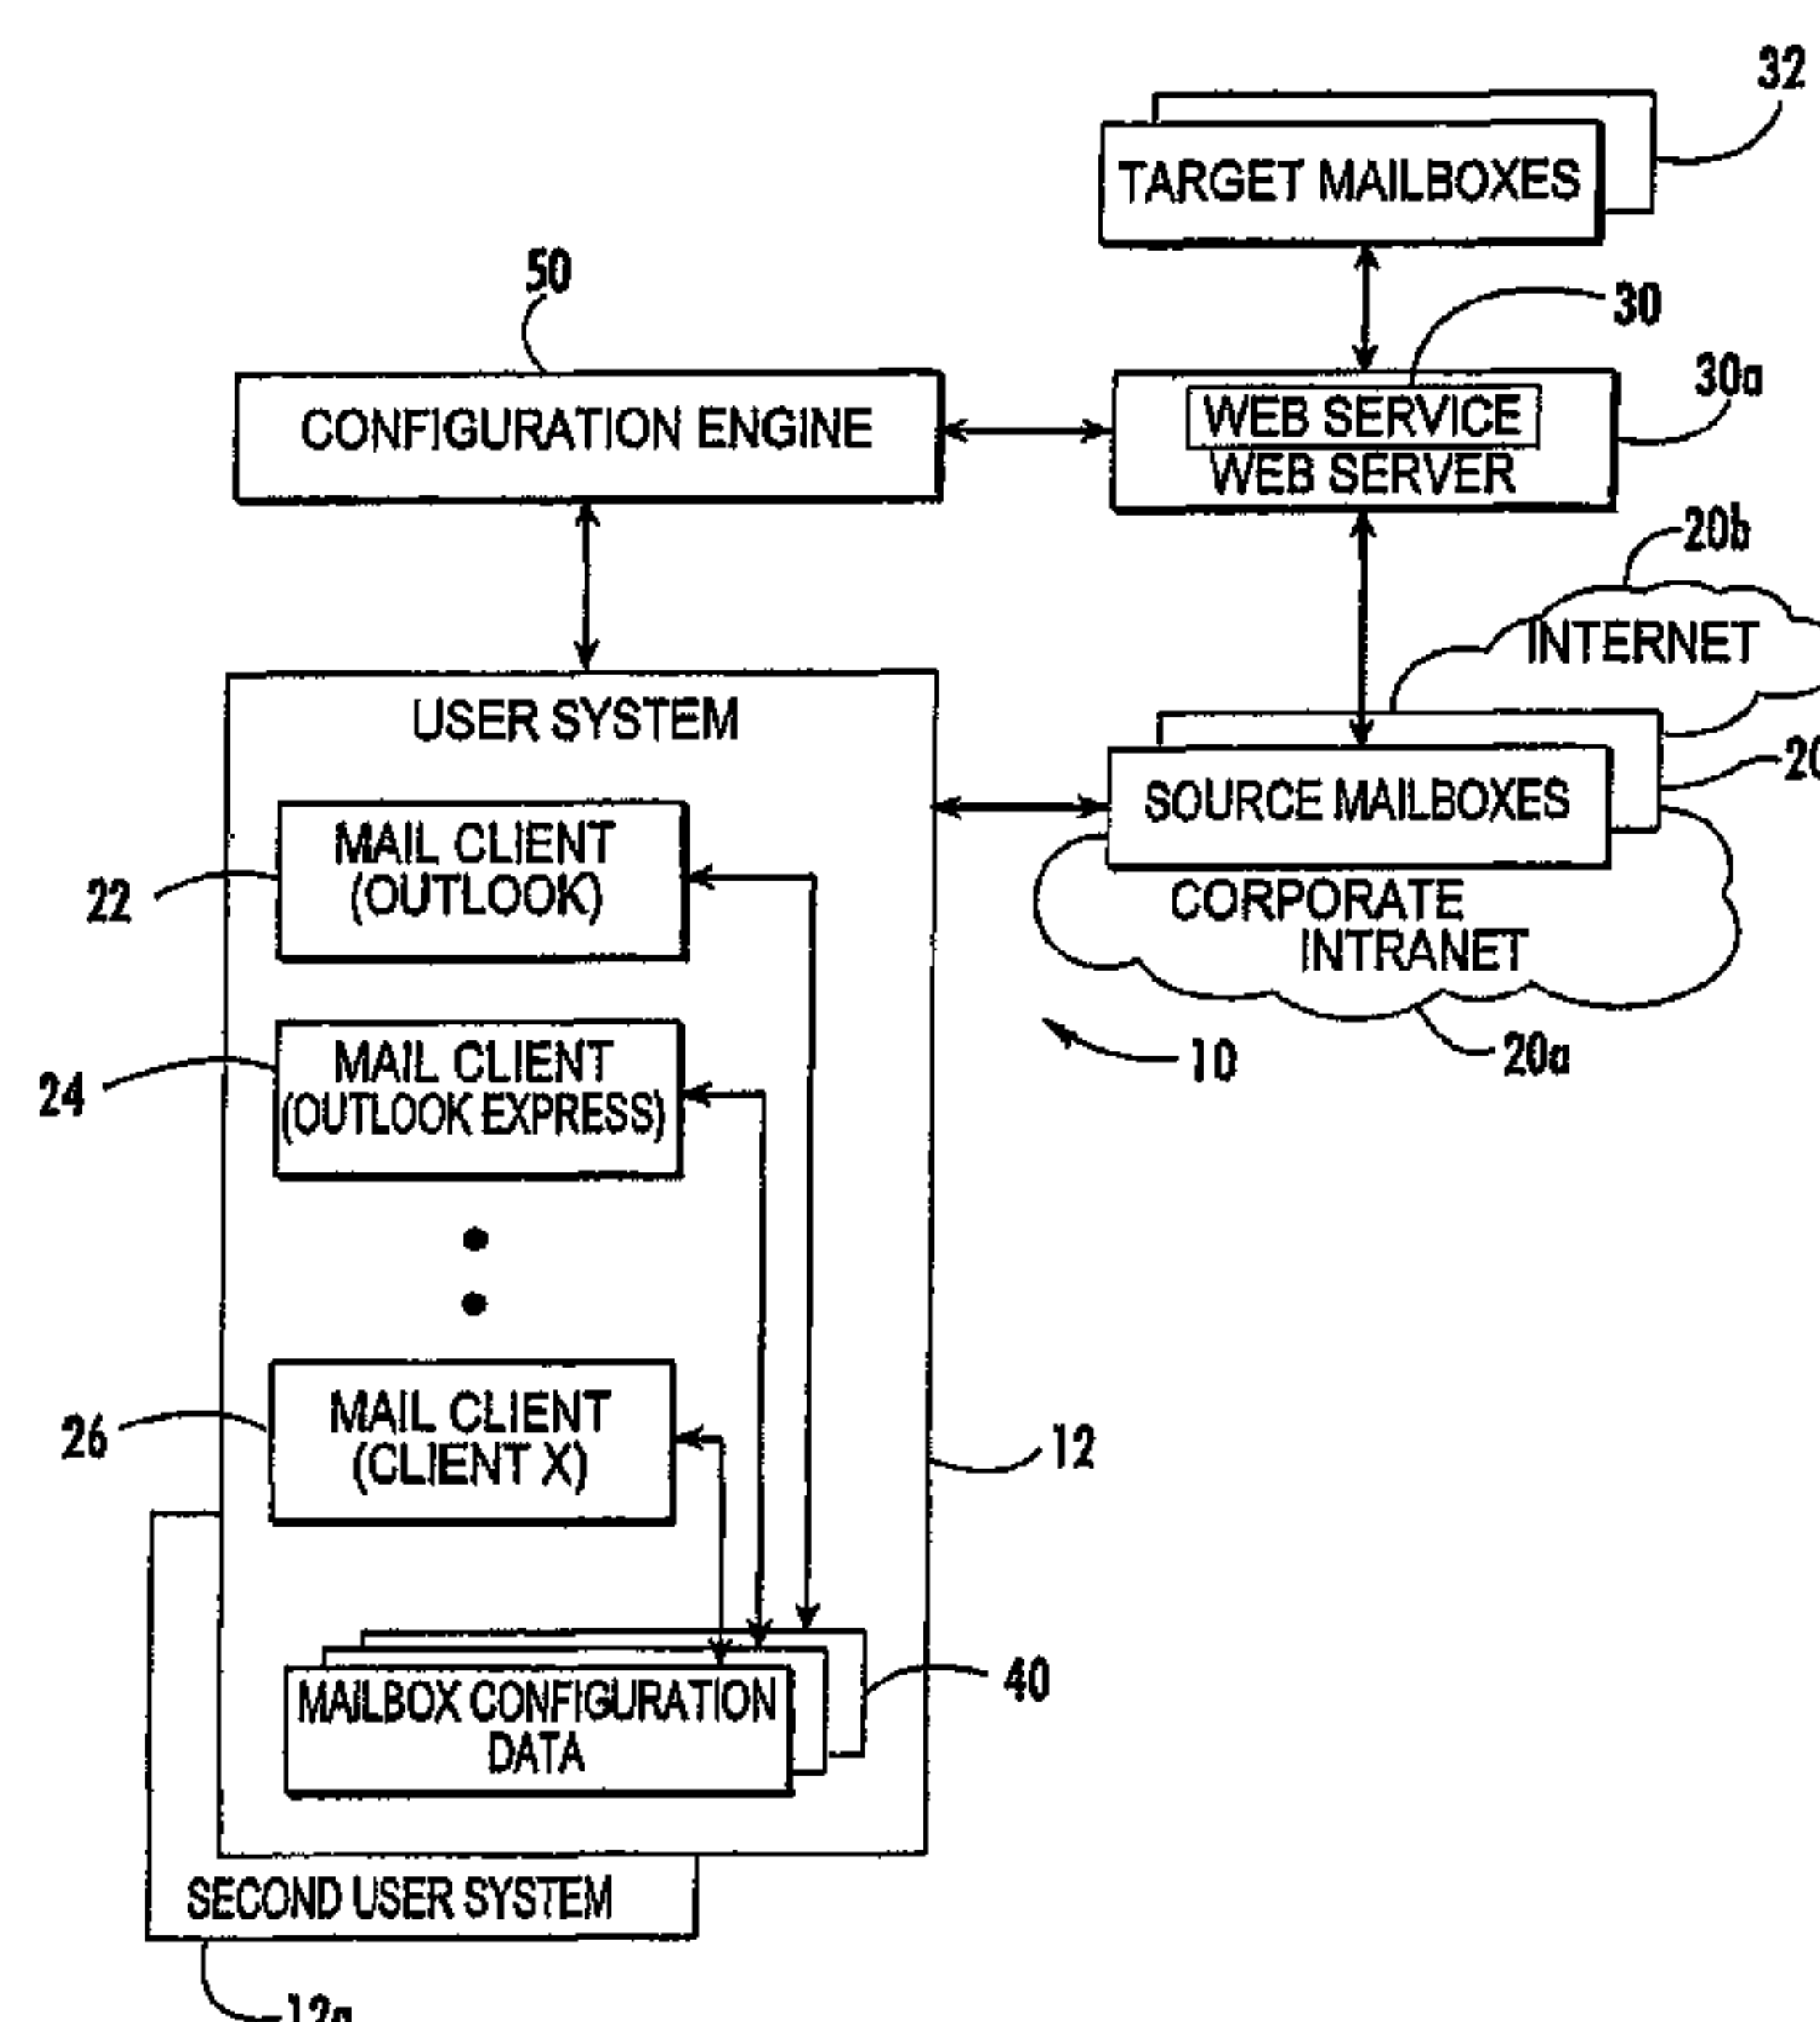 32
TARGET MAILBOXES
50
30
30a
CONFIGURATION ENGINE
WEB SERVICE
WEB SERVER
20b
INTERNET
USER SYSTEM
20
SOURCE MAILBOXES
MAIL CLIENT
(OUTLOOK)
22
CORPORATE
INTRANET
10
20a
MAIL CLIENT
(OUTLOOK EXPRESS)
24
MAIL CLIENT
(CLIENT X)
26
12
40
MAILBOX CONFIGURATION
DATA
SECOND USER SYSTEM
12a